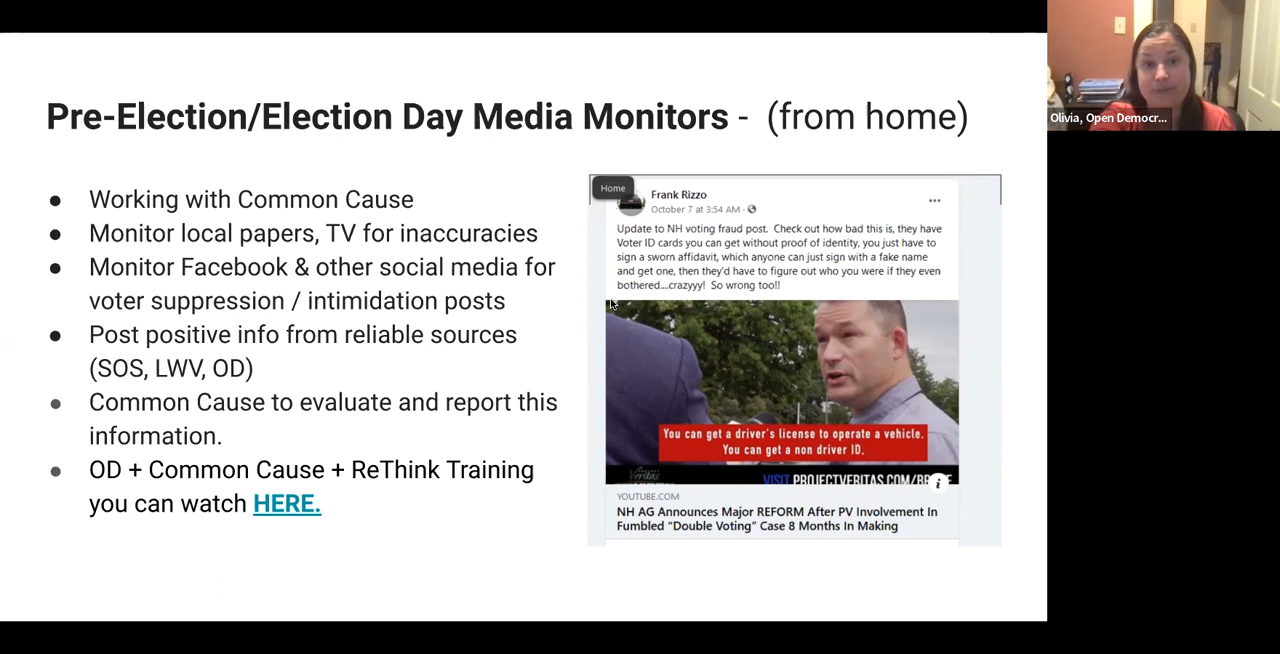 Pre-Election/Election Day Media Monitors - (from home)
● Working with Common Cause
● Monitor local papers, TV for inaccuracies
● Monitor Facebook & other social media for
voter suppression / intimidation posts
● Post positive info from reliable sources
(SOS, LWV, OD)
● Common Cause to evaluate and report this
information.
● OD + Common Cause + ReThink Training
you can watch HERE.
Home
Frank Rizzo
October 7 at 3:54 AM ·
Update to NH voting fraud post. Check out how bad this is, they have
Voter ID cards you can get without proof of identity, you just have to
sign a sworn affidavit, which anyone can just sign with a fake name
and get one, then they'd have to figure out who you were if they even
bothered....crazyyy! So wrong too!!
You can get a driver's license to operate a vehicle.
You can get a non driver ID,
Veritas
VISIT PROJECTVERITAS.COM/
YOUTUBE.COM
NH AG Announces Major REFORM After PV Involvement In
Fumbled "Double Voting" Case 8 Months In Making
Olivia, Open Democr...